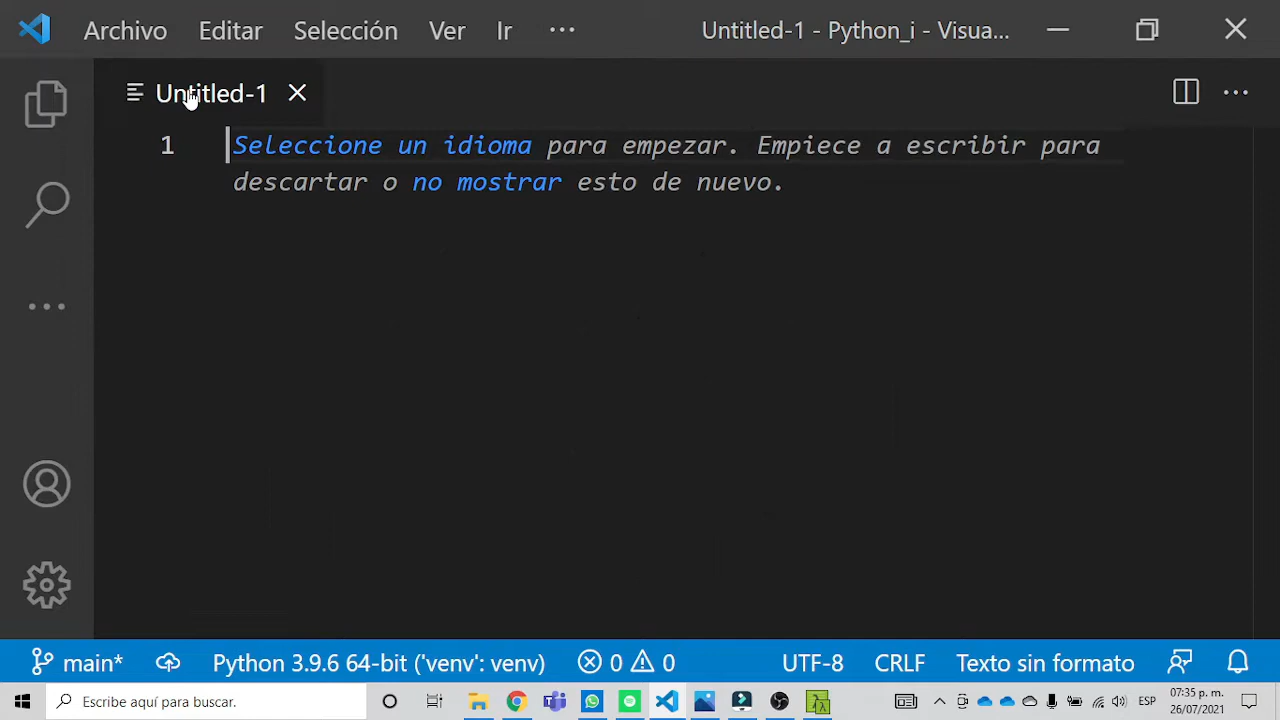 Archivo Editar Selección Ver Ir ··· Untitled-1 - Python_i - Visua...
Untitled-1
1 Seleccione un idioma para empezar. Empiece a escribir para
descartar o no mostrar esto de nuevo.
main* Python 3.9.6 64-bit ('venv': venv) 0 0 UTF-8 CRLF Texto sin formato
Escribe aquí para buscar. ESP 07:35 p. m.
26/07/2021